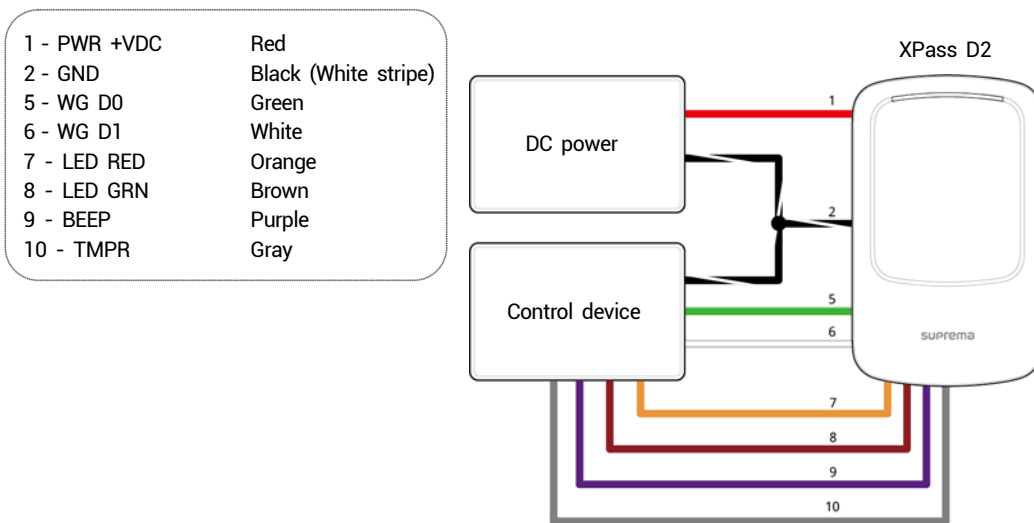 1 - PWR +VDC Red
2 - GND Black (White stripe)
5 - WG D0 Green
6 - WG D1 White
7 - LED RED Orange
8 - LED GRN Brown
9 - BEEP Purple
10 - TMPR Gray
XPass D2
DC power
Control device
suprema
1
2
5
6
7
8
9
10